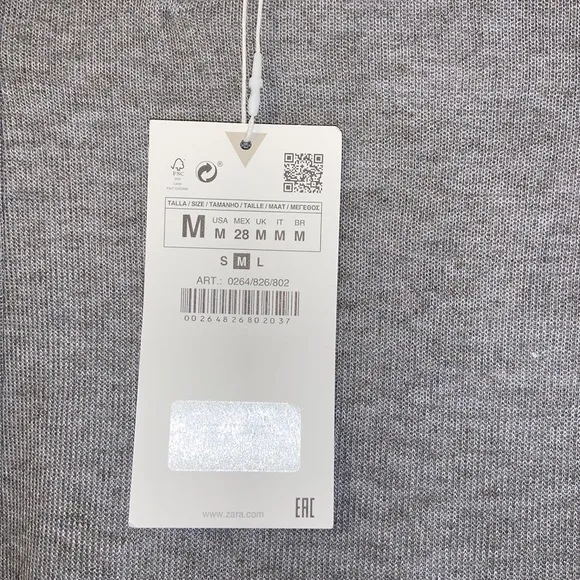 FSC
TALLA / SIZE / TAMANHO / TAILLE / MAAT / ΜΕΓΕΘΟΣ
M USA M MEX 28 UK M IT M BR M
S M L
ART.: 0264/826/802
00264826802037
www.zara.com
EAC